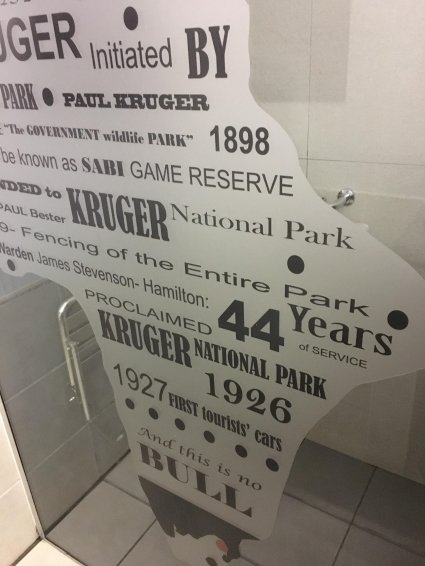 UGER Initiated BY
PARK • PAUL KRUGER
"The GOVERNMENT wildlife PARK" 1898
be known as SABI GAME RESERVE
NDED to
PAUL Bester KRUGER National Park
9- Fencing of the Entire Park
Warden James Stevenson- Hamilton:
44 Years of SERVICE
PROCLAIMED
KRUGER NATIONAL PARK
1926
1927 FIRST tourists' cars
And this is no
BULL